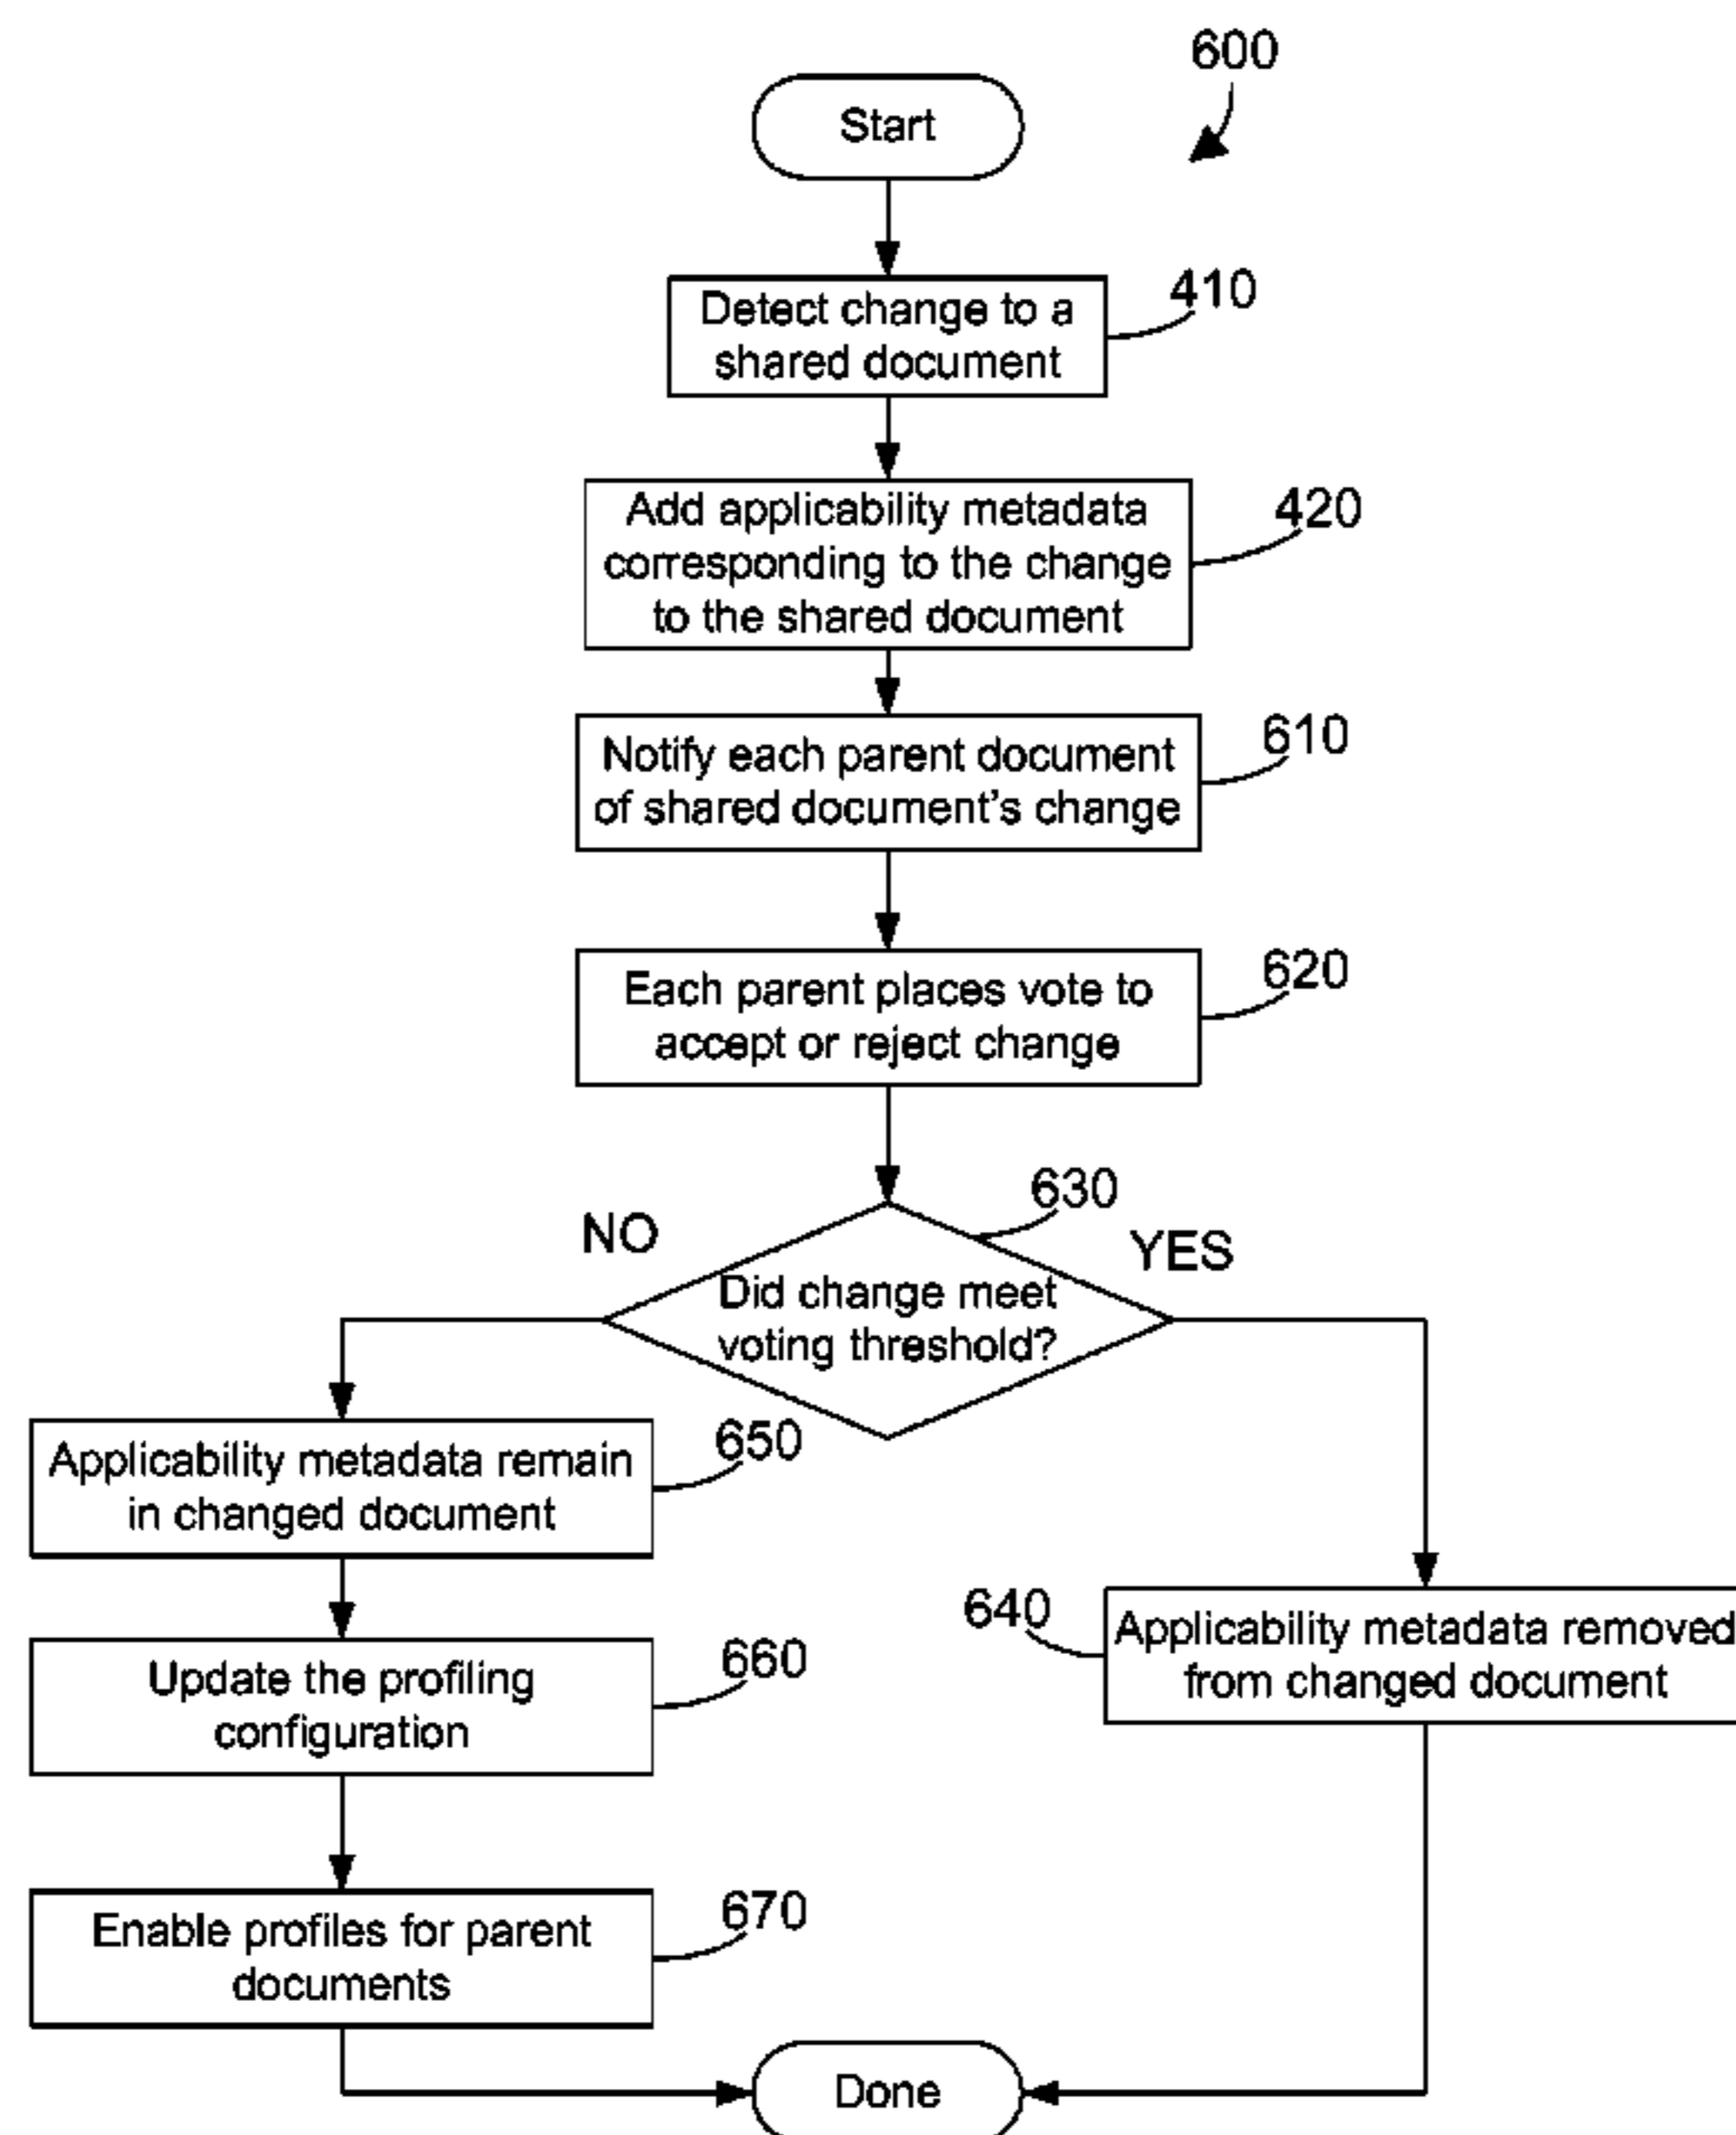 600
Start
Detect change to a
shared document
410
Add applicability metadata
corresponding to the change
to the shared document
420
Notify each parent document
of shared document's change
610
Each parent places vote to
accept or reject change
620
630
NO
YES
Did change meet
voting threshold?
Applicability metadata remain
in changed document
650
640
Applicability metadata removed
from changed document
Update the profiling
configuration
660
Enable profiles for parent
documents
670
Done